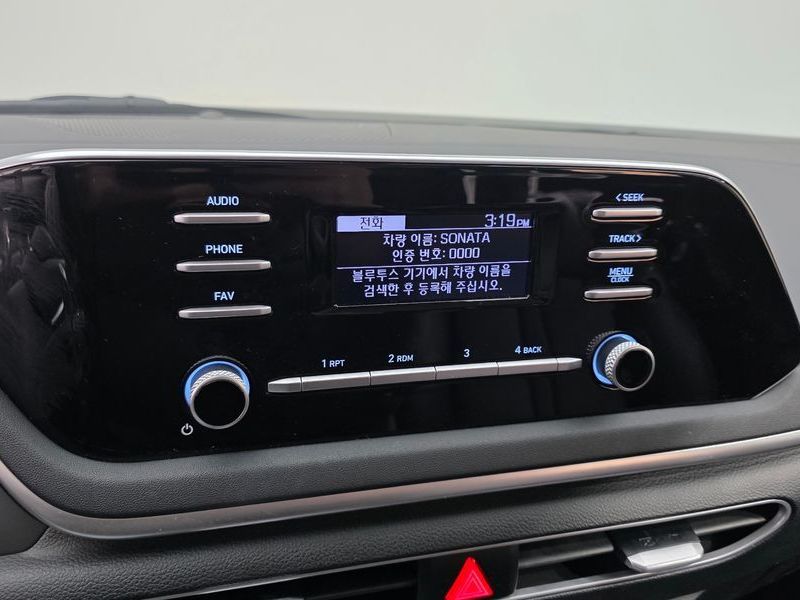 AUDIO
PHONE
FAV
전화 3:19PM
차량 이름: SONATA
인증 번호: 0000
블루투스 기기에서 차량 이름을
검색한 후 등록해 주십시오.
< SEEK
TRACK >
MENU
CLOCK
1 RPT 2 RDM 3 4 BACK